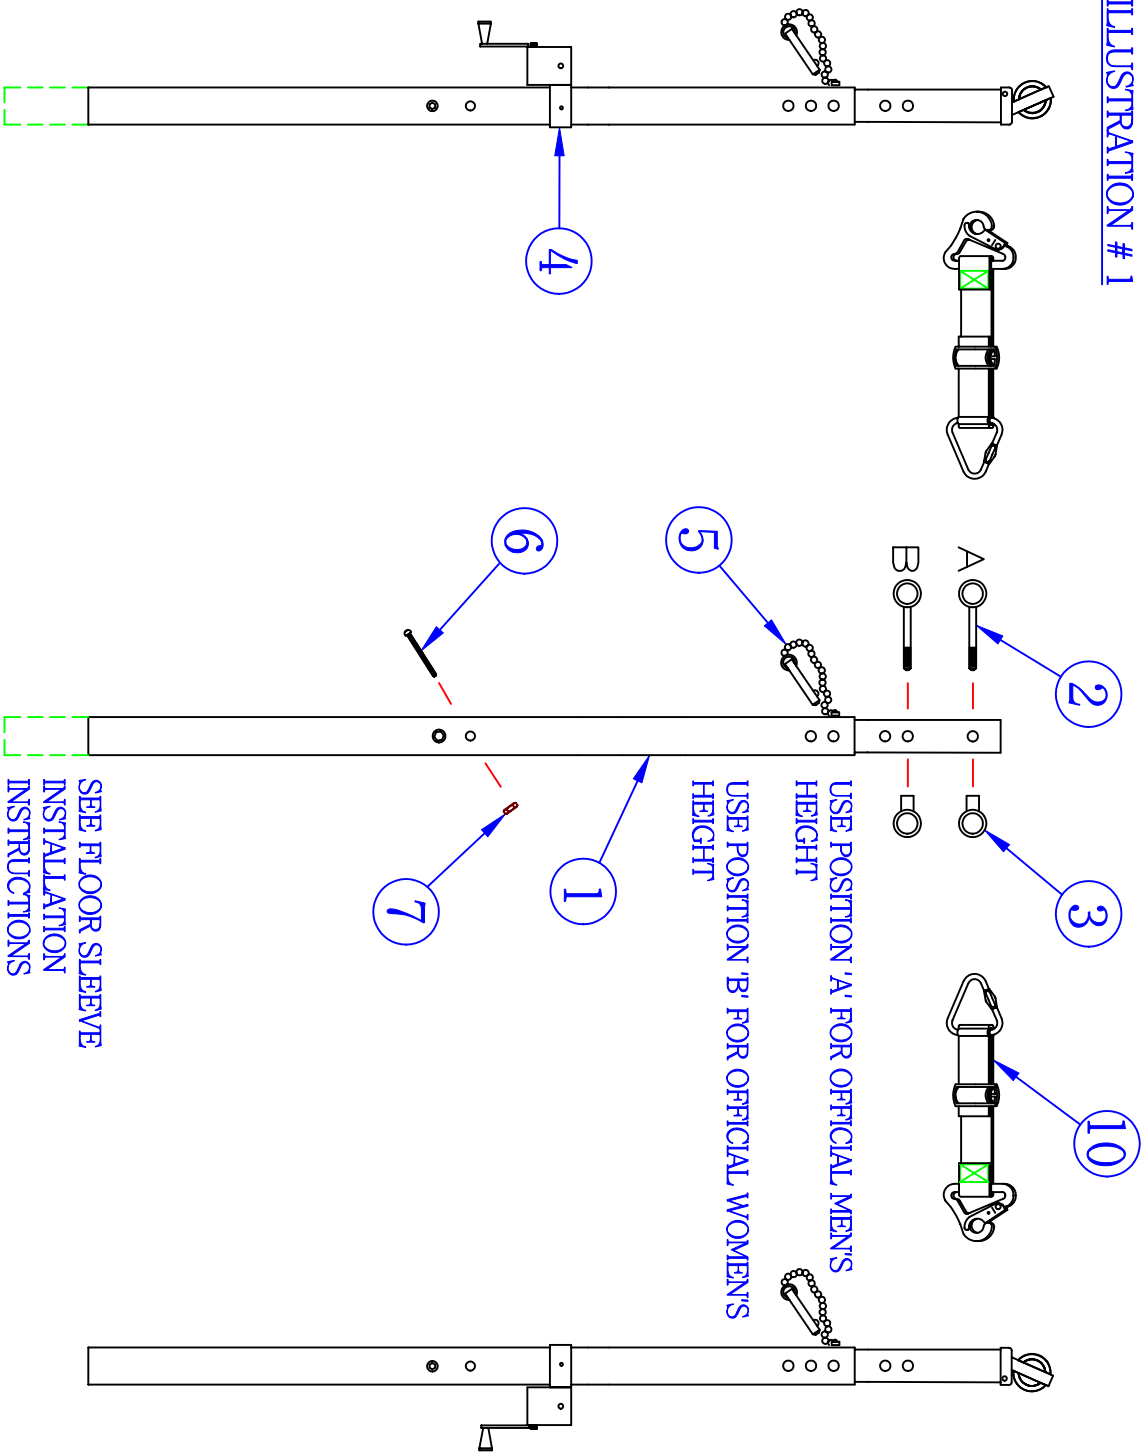 ILLUSTRATION # 1
4
10
2
3
A
B
USE POSITION 'A' FOR OFFICIAL MEN'S
HEIGHT
USE POSITION 'B' FOR OFFICIAL WOMEN'S
HEIGHT
5
6
1
7
SEE FLOOR SLEEVE
INSTALLATION
INSTRUCTIONS